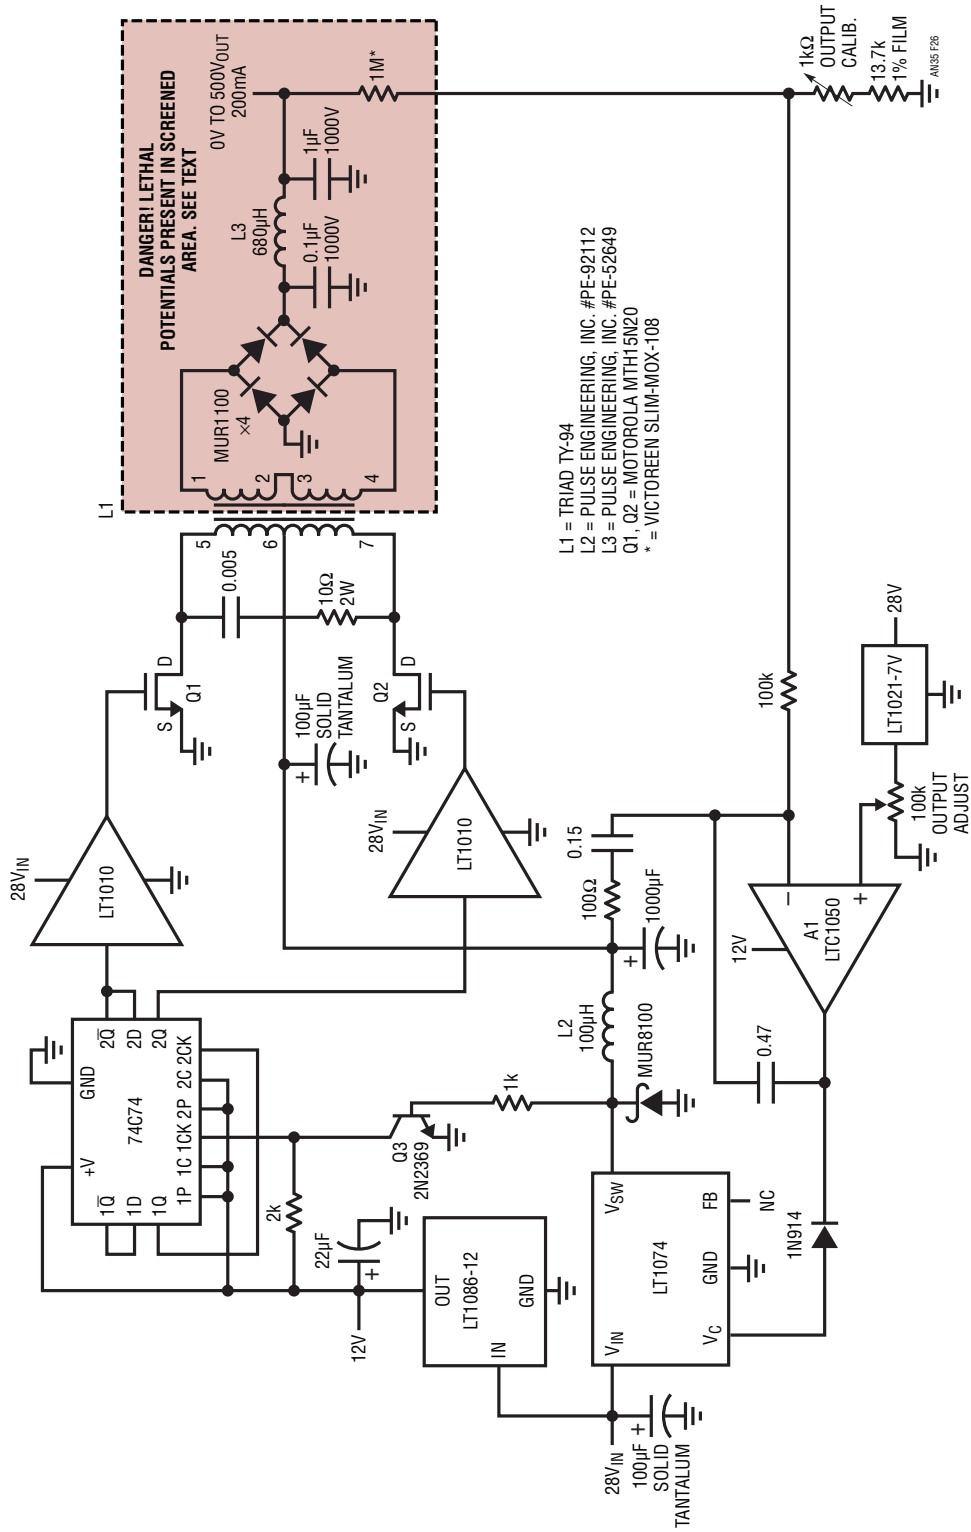 DANGER! LETHAL
POTENTIALS PRESENT IN SCREENED
AREA. SEE TEXT
L1
MUR1100
×4
1
2
3
4
5
6
7
L3
680µH
0.1µF
1000V
1µF
1000V
0V TO 500VOUT
200mA
1M*
1kΩ
OUTPUT
CALIB.
13.7k
1% FILM
AN35 F26
28VIN
LT1010
Q1
S
D
0.005
10Ω
2W
100µF
SOLID
TANTALUM
+
Q2
S
D
28VIN
LT1010
74C74
+V
GND
1Q̅
1D
1Q
1P
1C
1CK
2P
2C
2CK
2Q̅
2D
2Q
2k
Q3
2N2369
1k
22µF
+
12V
OUT
LT1086-12
IN
GND
28VIN
100µF
SOLID
TANTALUM
+
VIN
VSW
LT1074
VC
GND
FB
NC
MUR8100
L2
100µH
1000µF
+
100Ω
0.15
100k
12V
A1
LTC1050
–
+
0.47
1N914
100k
OUTPUT
ADJUST
LT1021-7V
28V
L1 = TRIAD TY-94
L2 = PULSE ENGINEERING, INC. #PE-92112
L3 = PULSE ENGINEERING, INC. #PE-52649
Q1, Q2 = MOTOROLA MTH15N20
* = VICTOREEN SLIM-MOX-108